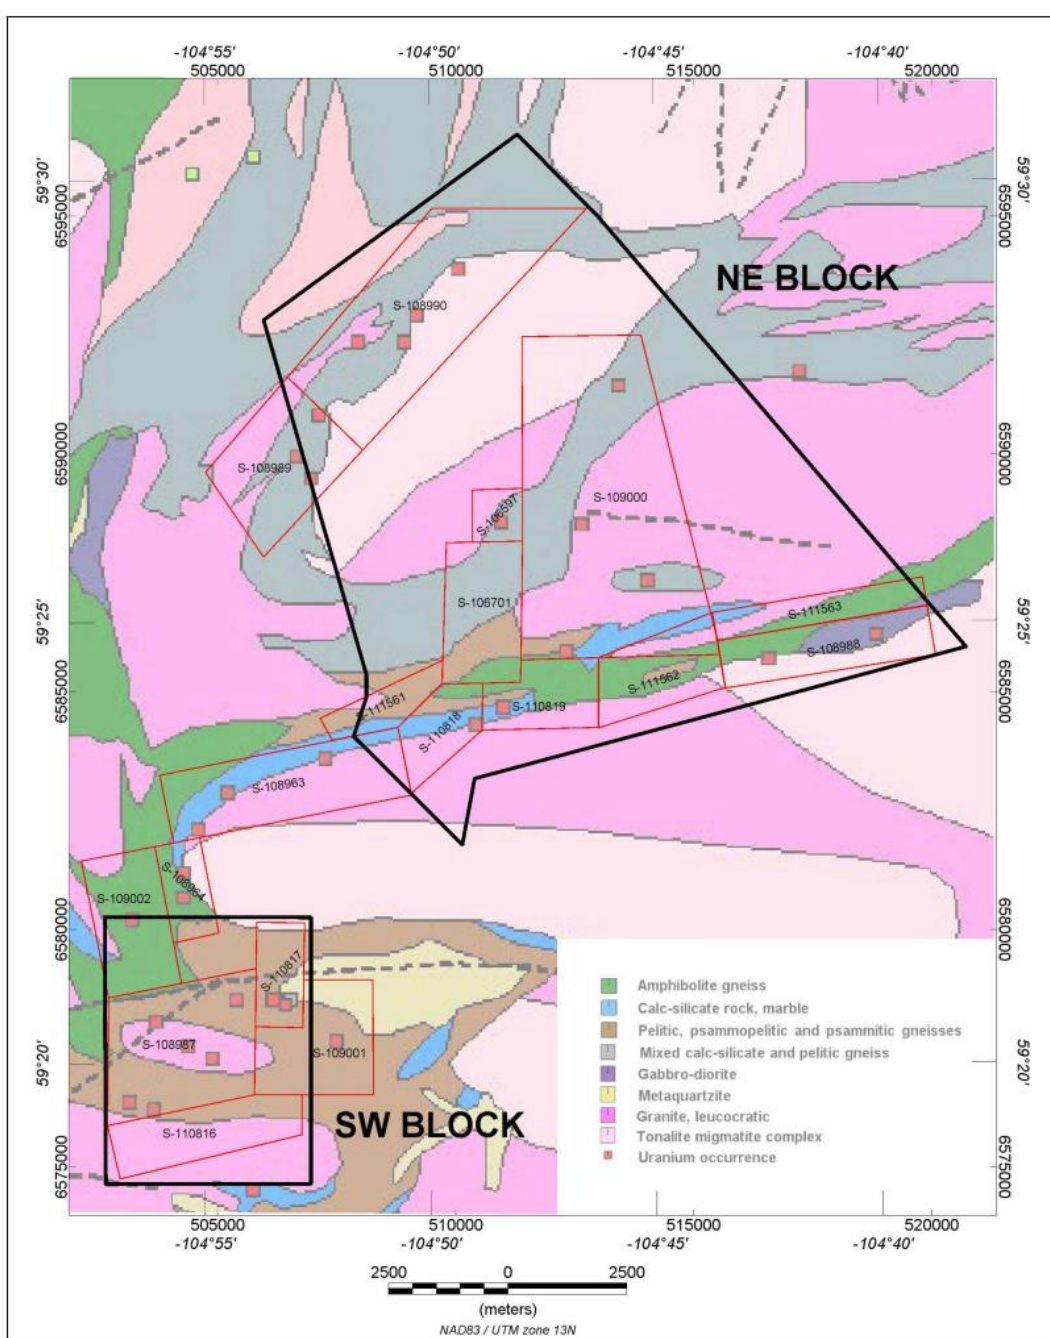 -104°55' -104°50' -104°45' -104°40'
505000 510000 515000 520000
59°30' 59°30'
6595000 6595000
NE BLOCK
S-108990
6590000 6590000
S-108989
S-106597
S-109000
S-106701
59°25' 59°25'
S-111563
S-108988
S-111562
6585000 6585000
S-111561
S-110819
S-110818
S-108963
S-108964
S-109002
6580000 6580000
S-110817
S-108987
S-109001
59°20' 59°20'
SW BLOCK
S-110816
6575000 6575000
Amphibolite gneiss
Calc-silicate rock, marble
Pelitic, psammopelitic and psammitic gneisses
Mixed calc-silicate and pelitic gneiss
Gabbro-diorite
Metaquartzite
Granite, leucocratic
Tonalite migmatite complex
Uranium occurrence
505000 510000 515000 520000
-104°55' -104°50' -104°45' -104°40'
2500 0 2500
(meters)
NAD83 / UTM zone 13N